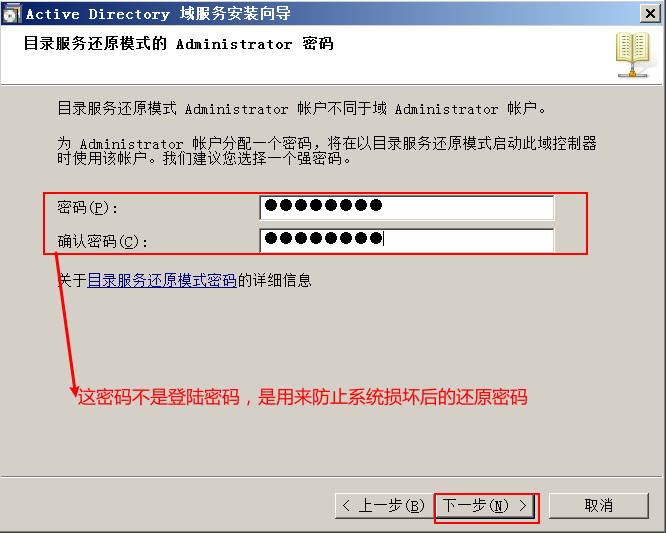 Active Directory 域服务安装向导
目录服务还原模式的 Administrator 密码
目录服务还原模式 Administrator 帐户不同于域 Administrator 帐户。
为 Administrator 帐户分配一个密码，将在以目录服务还原模式启动此域控制器
时使用该帐户。我们建议您选择一个强密码。
密码(P)：
确认密码(C)：
关于目录服务还原模式密码的详细信息
这密码不是登陆密码，是用来防止系统损坏后的还原密码
< 上一步(B) 下一步(N) > 取消